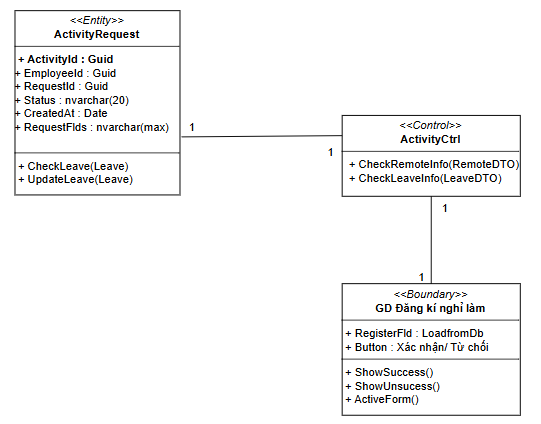 <<Entity>>
ActivityRequest
+ ActivityId : Guid
+ EmployeeId : Guid
+ RequestId : Guid
+ Status : nvarchar(20)
+ CreatedAt : Date
+ RequestFlds : nvarchar(max)
+ CheckLeave(Leave)
+ UpdateLeave(Leave)
1
1
<<Control>>
ActivityCtrl
+ CheckRemoteInfo(RemoteDTO)
+ CheckLeaveInfo(LeaveDTO)
1
1
<<Boundary>>
GD Đăng kí nghỉ làm
+ RegisterFld : LoadfromDb
+ Button : Xác nhận/ Từ chối
+ ShowSuccess()
+ ShowUnsucess()
+ ActiveForm()